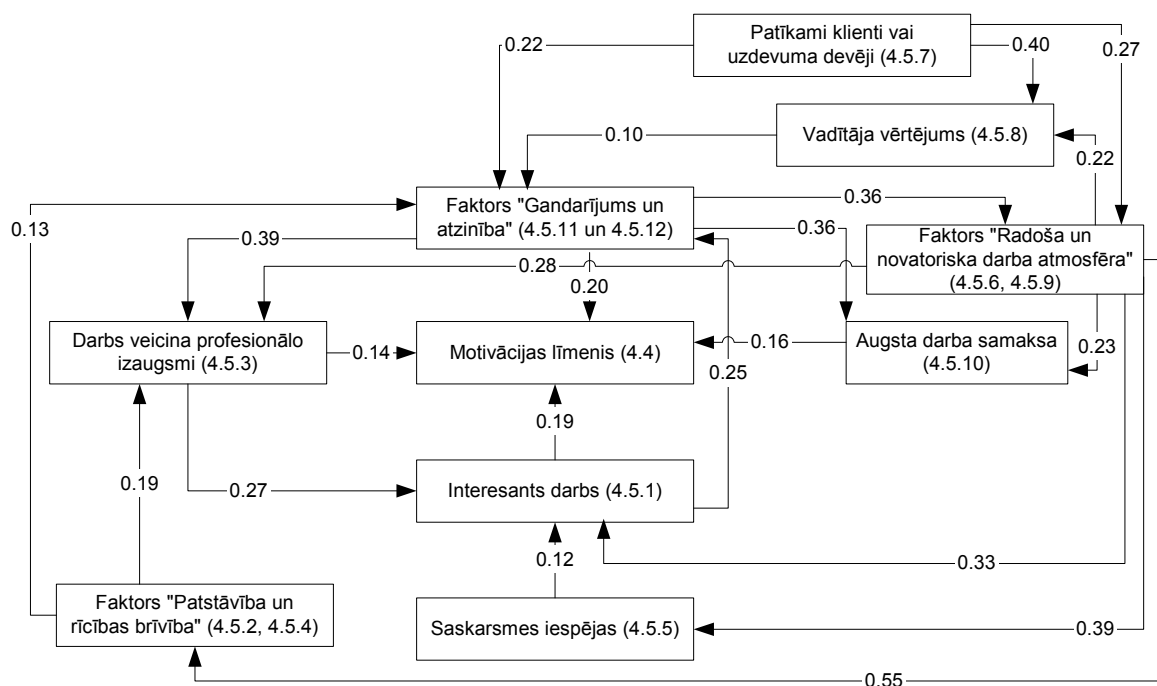 Patīkami klienti vai
uzdevuma devēji (4.5.7)
0.22
0.40
0.27
Vadītāja vērtējums (4.5.8)
0.10
0.22
Faktors "Gandarījums un
atzinība" (4.5.11 un 4.5.12)
0.36
0.13
0.39
0.36
Faktors "Radoša un
novatoriska darba atmosfēra"
(4.5.6, 4.5.9)
0.28
0.20
Darbs veicina profesionālo
izaugsmi (4.5.3)
0.14
Motivācijas līmenis (4.4)
0.16
Augsta darba samaksa
(4.5.10)
0.23
0.25
0.19
0.19
0.27
Interesants darbs (4.5.1)
0.12
0.33
Faktors "Patstāvība un
rīcības brīvība" (4.5.2, 4.5.4)
Saskarsmes iespējas (4.5.5)
0.39
0.55